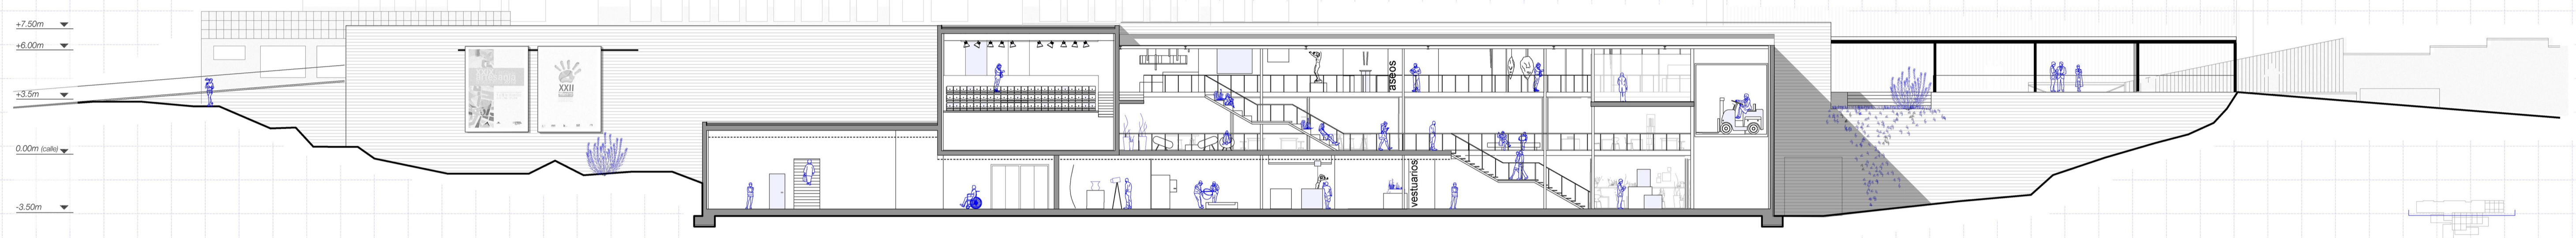 +7.50m
+6.00m
+3.5m
0.00m (calle)
-3.50m
XXII
aseos
vestuarios